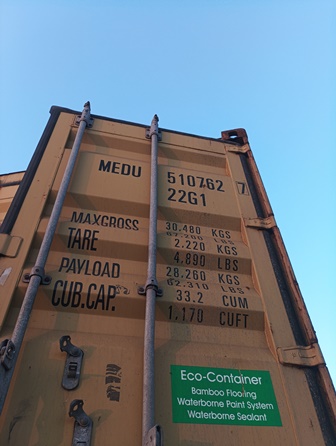 MEDU 510762 7
22G1
MAXGROSS 30.480 KGS
67.200 LBS
TARE 2.220 KGS
4.890 LBS
PAYLOAD 28.260 KGS
62.310 LBS
CUB.CAP. 33.2 CUM
1.170 CUFT
Eco-Container
Bamboo Flooring
Waterborne Paint System
Waterborne Sealant